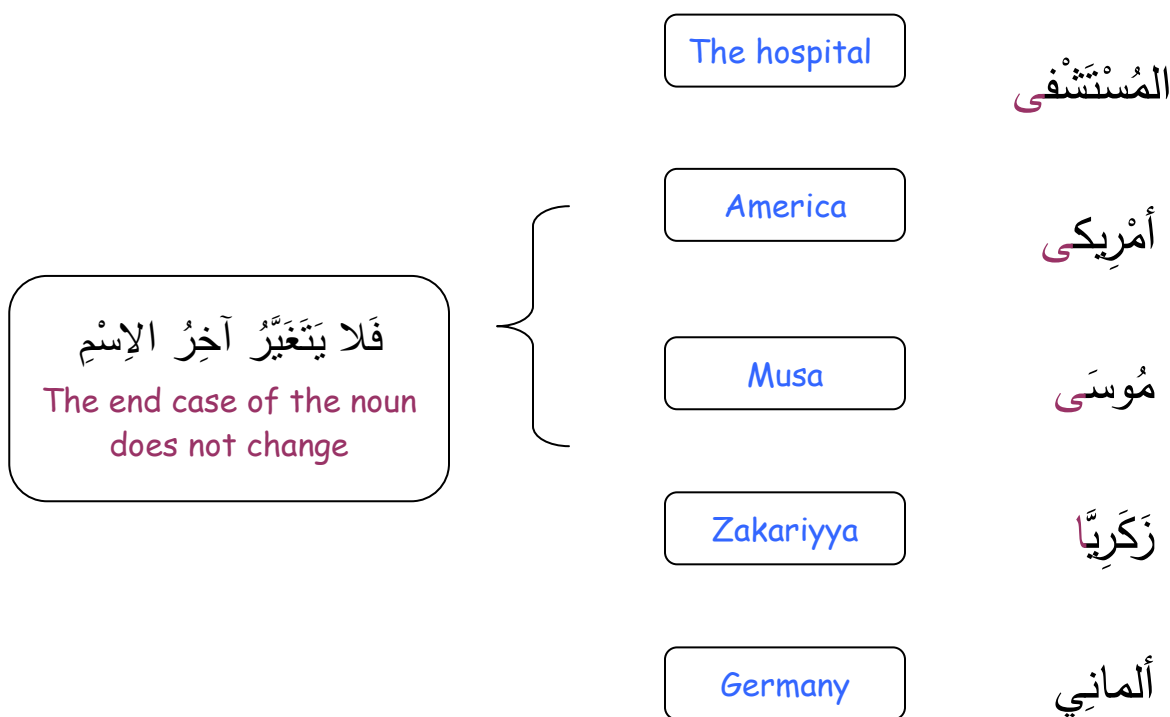 The hospital
المُسْتَشْفى
America
أمْرِيكى
فَلا يَتَغَيَّرُ آخِرُ الاِسْمِ
The end case of the noun
does not change
Musa
مُوسَى
Zakariyya
زَكَرِيَّا
Germany
ألمانِي